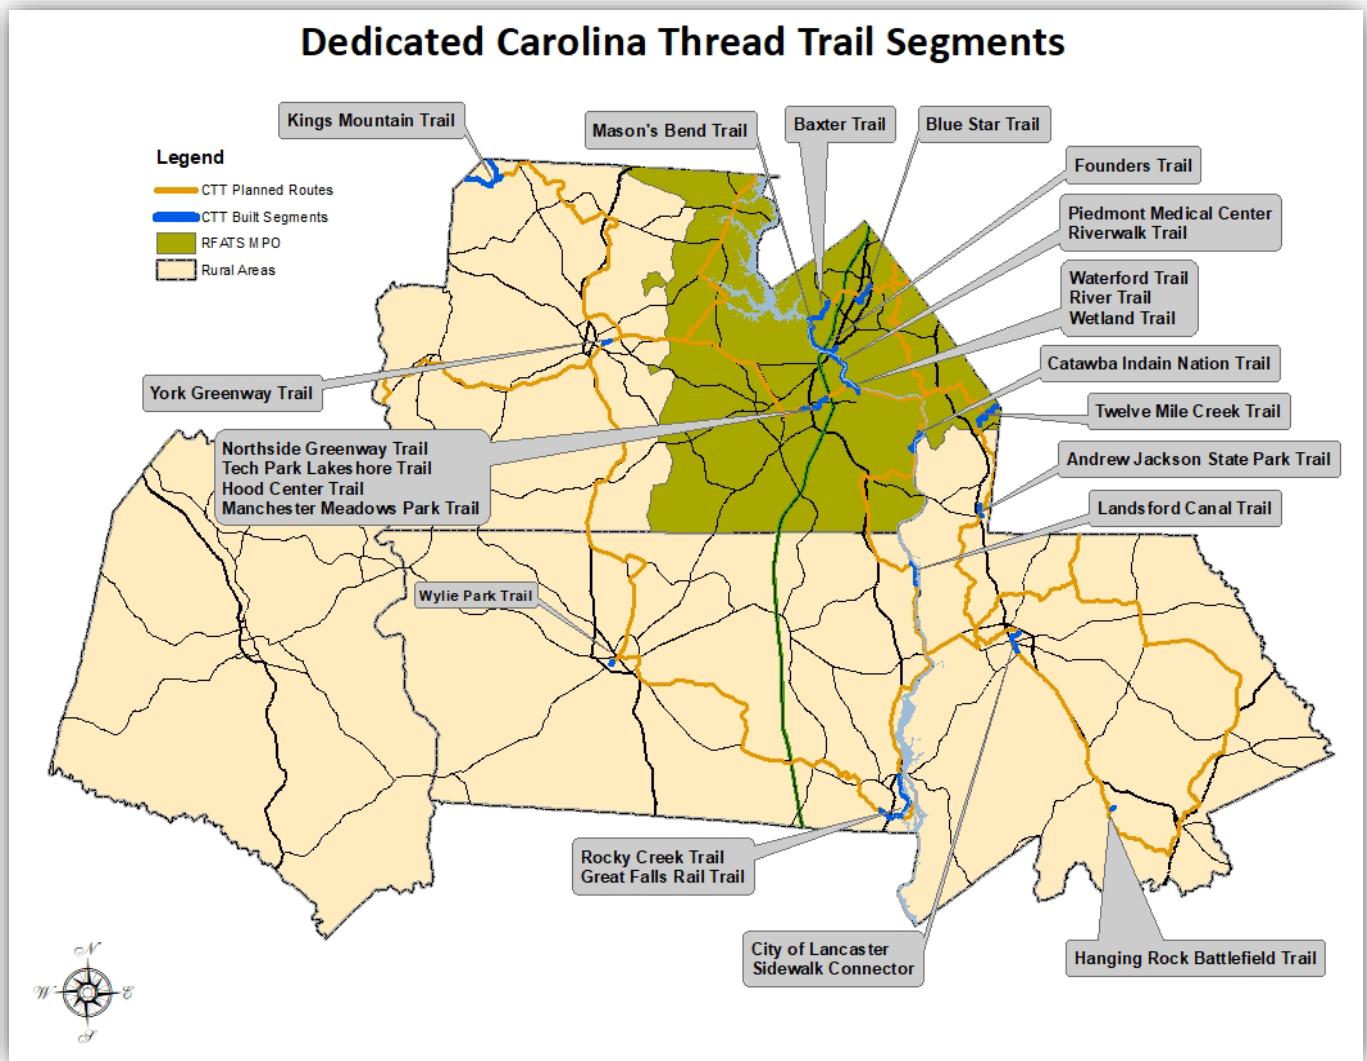 Dedicated Carolina Thread Trail Segments
Kings Mountain Trail
Mason's Bend Trail
Baxter Trail
Blue Star Trail
Legend
CTT Planned Routes
CTT Built Segments
RFATS MPO
Rural Areas
Founders Trail
Piedmont Medical Center
Riverwalk Trail
Waterford Trail
River Trail
Wetland Trail
Catawba Indain Nation Trail
York Greenway Trail
Twelve Mile Creek Trail
Northside Greenway Trail
Tech Park Lakeshore Trail
Hood Center Trail
Manchester Meadows Park Trail
Andrew Jackson State Park Trail
Landsford Canal Trail
Wylie Park Trail
Rocky Creek Trail
Great Falls Rail Trail
City of Lancaster
Sidewalk Connector
Hanging Rock Battlefield Trail
N
W
E
S